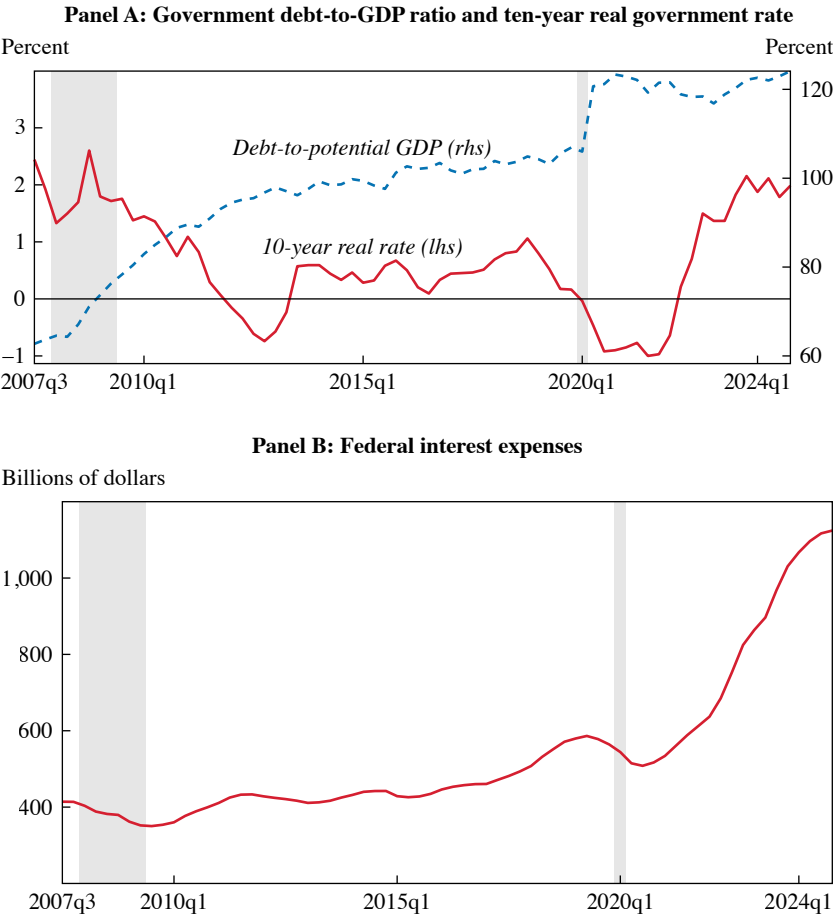 Panel A: Government debt-to-GDP ratio and ten-year real government rate
Percent Percent
120
3
Debt-to-potential GDP (rhs)
2 100
1 10-year real rate (lhs)
80
0
–1 60
2007q3 2010q1 2015q1 2020q1 2024q1
Panel B: Federal interest expenses
Billions of dollars
1,000
800
600
400
2007q3 2010q1 2015q1 2020q1 2024q1